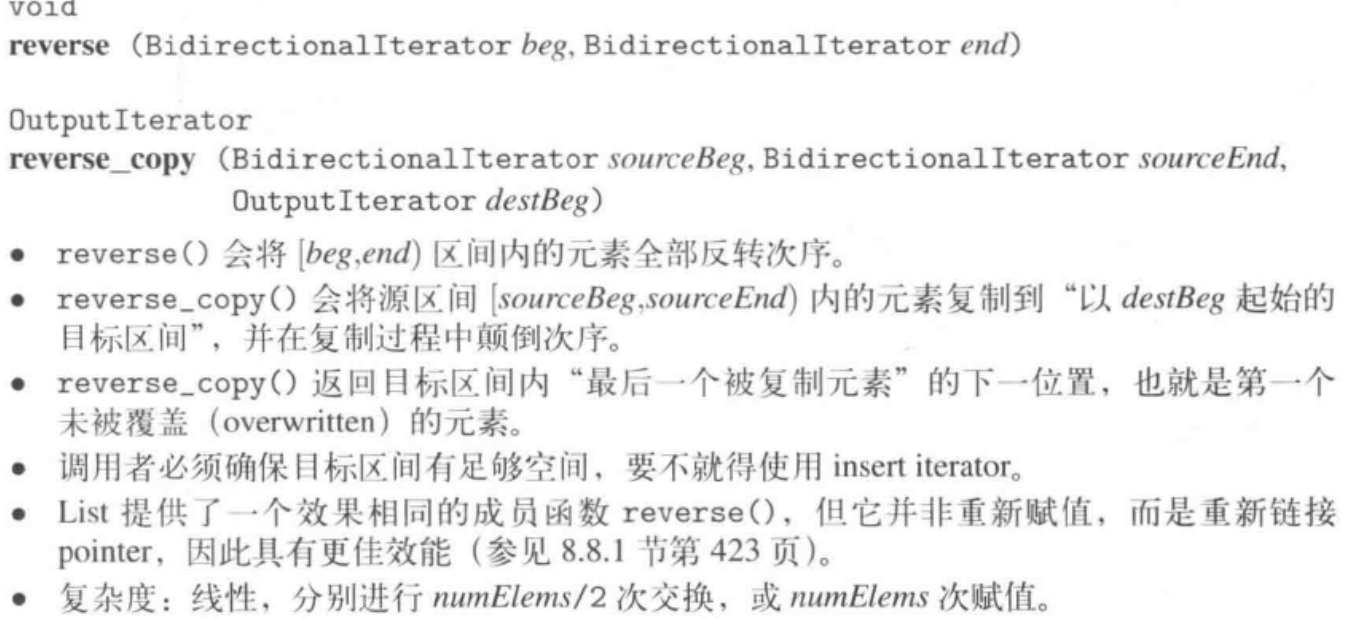 void
reverse (BidirectionalIterator beg, BidirectionalIterator end)
OutputIterator
reverse_copy (BidirectionalIterator sourceBeg, BidirectionalIterator sourceEnd,
OutputIterator destBeg)
• reverse() 会将 [beg,end) 区间内的元素全部反转次序。
• reverse_copy() 会将源区间 [sourceBeg,sourceEnd) 内的元素复制到“以 destBeg 起始的
目标区间”，并在复制过程中颠倒次序。
• reverse_copy() 返回目标区间内“最后一个被复制元素”的下一位置，也就是第一个
未被覆盖（overwritten）的元素。
• 调用者必须确保目标区间有足够空间，要不就得使用 insert iterator。
• List 提供了一个效果相同的成员函数 reverse()，但它并非重新赋值，而是重新链接
pointer，因此具有更佳效能（参见 8.8.1 节第 423 页）。
• 复杂度：线性，分别进行 numElems/2 次交换，或 numElems 次赋值。